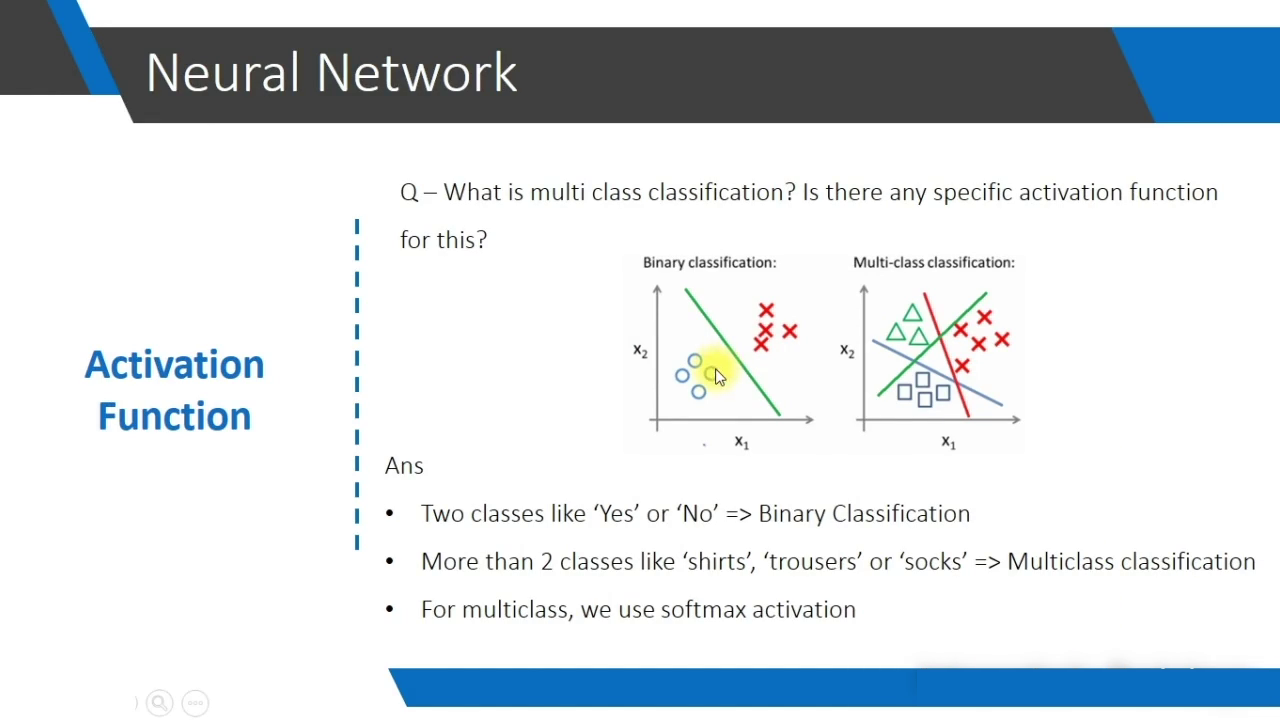 Neural Network
Q – What is multi class classification? Is there any specific activation function
for this?
Binary classification:
Multi-class classification:
x₂
x₁
x₂
x₁
Activation
Function
Ans
• Two classes like ‘Yes’ or ‘No’ => Binary Classification
• More than 2 classes like ‘shirts’, ‘trousers’ or ‘socks’ => Multiclass classification
• For multiclass, we use softmax activation